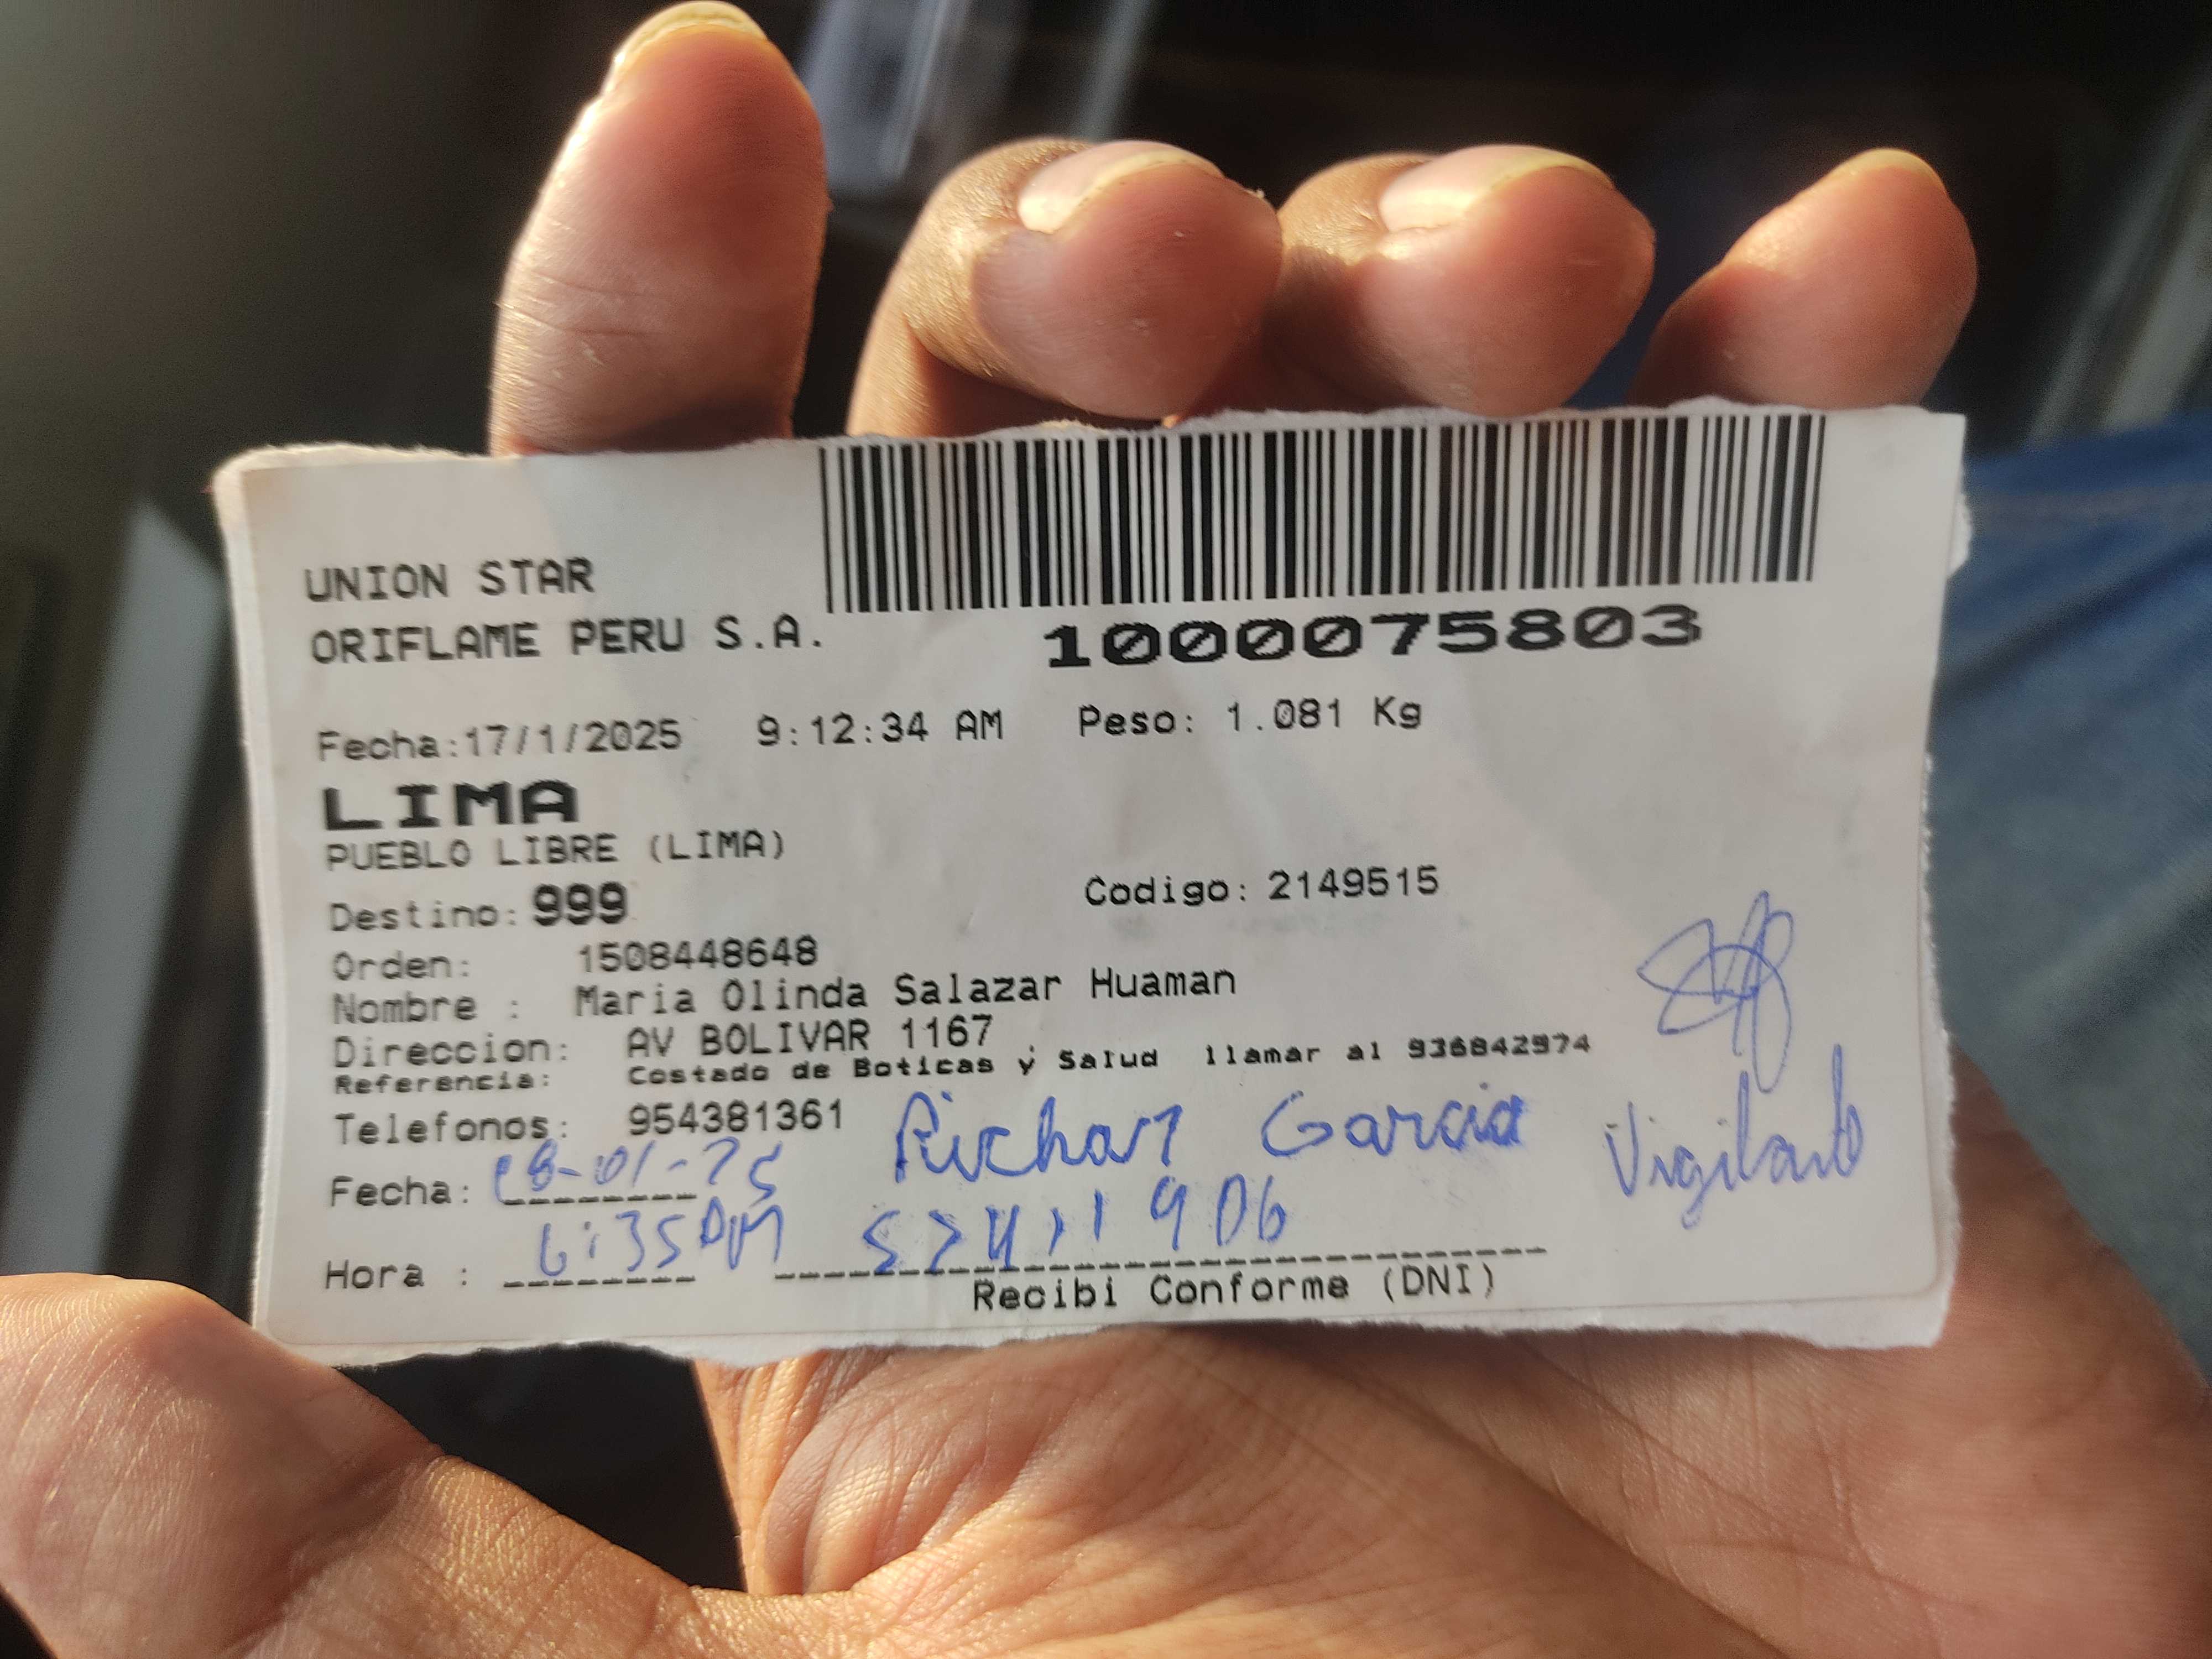 UNION STAR
ORIFLAME PERU S.A.
1000075803
Fecha:17/1/2025 9:12:34 AM Peso: 1.081 Kg
LIMA
PUEBLO LIBRE (LIMA)
Destino: 999 Codigo: 2149515
Orden: 1508448648
Nombre : Maria Olinda Salazar Huaman
Direccion: AV BOLIVAR 1167
Referencia: Costado de Boticas y Salud llamar al 936842974
Telefonos: 954381361 Richar Garcia
Fecha: 18-01-25
Hora : 6:35 PM
Recibi Conforme (DNI)